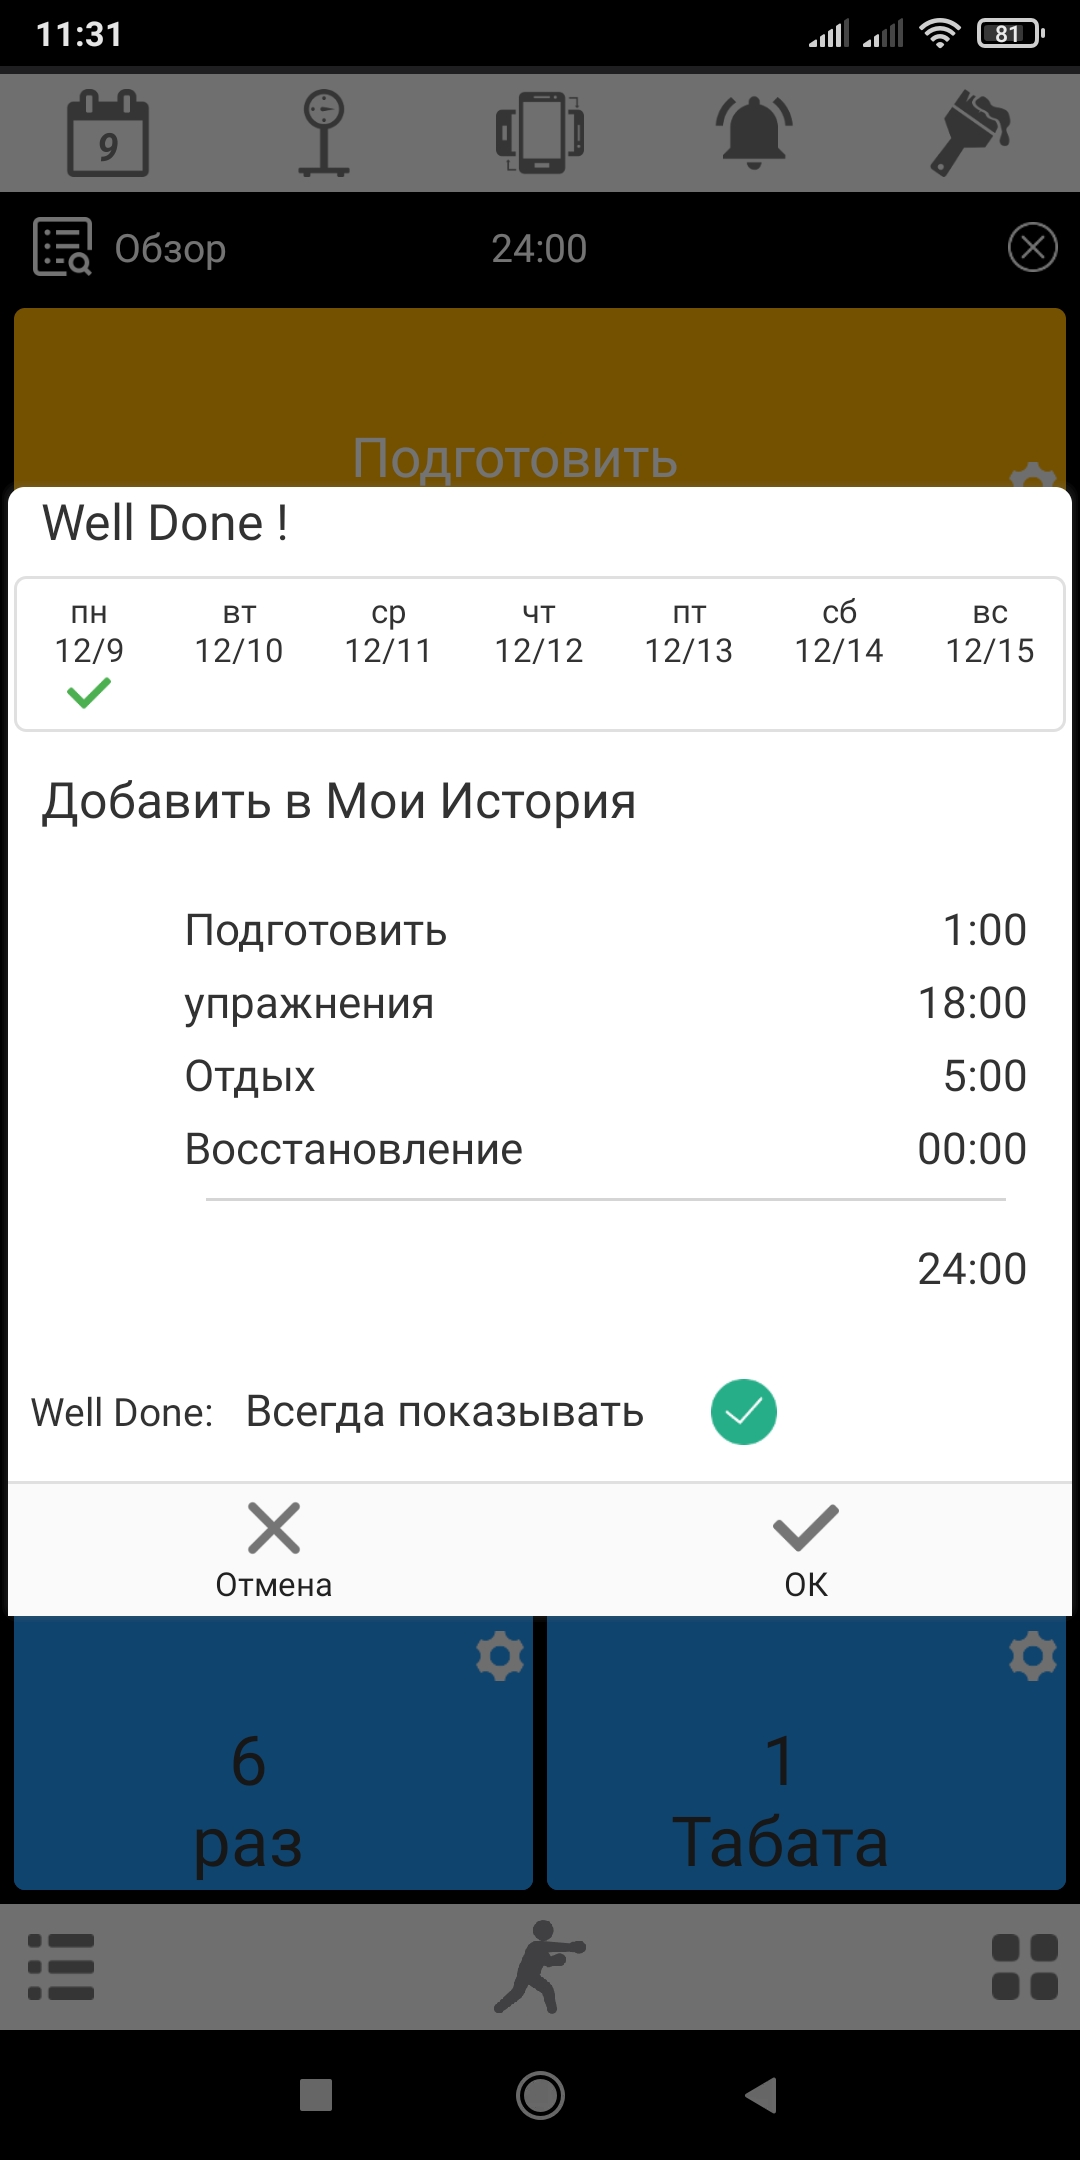 11:31
81
9
Обзор 24:00
Подготовить
Well Done !
пн вт ср чт пт сб вс
12/9 12/10 12/11 12/12 12/13 12/14 12/15
Добавить в Мои История
Подготовить 1:00
упражнения 18:00
Отдых 5:00
Восстановление 00:00
24:00
Well Done: Всегда показывать
Отмена ОК
6 1
раз Табата